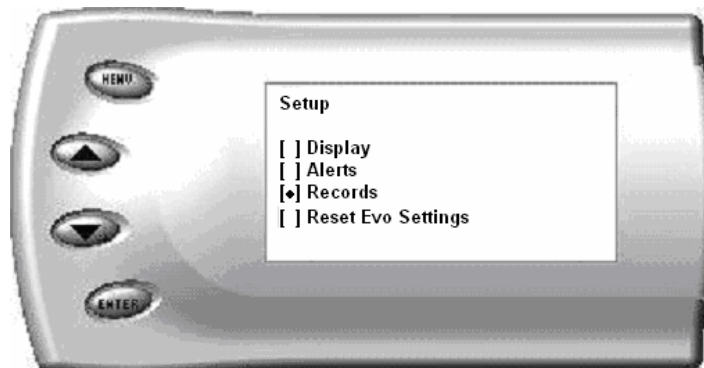 MENU
Setup
[ ] Display
[ ] Alerts
[◆] Records
[ ] Reset Evo Settings
ENTER